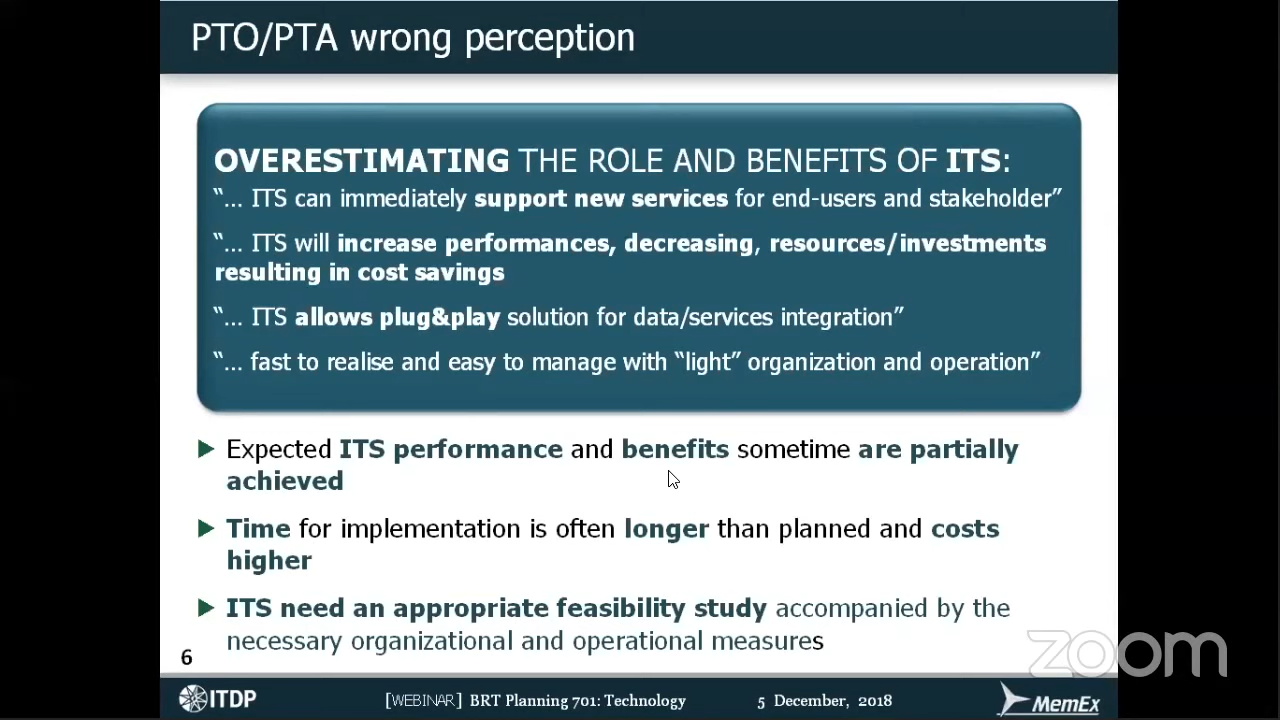 PTO/PTA wrong perception
OVERESTIMATING THE ROLE AND BENEFITS OF ITS:
“... ITS can immediately support new services for end-users and stakeholder”
“... ITS will increase performances, decreasing, resources/investments
resulting in cost savings
“... ITS allows plug&play solution for data/services integration”
“... fast to realise and easy to manage with “light” organization and operation”
Expected ITS performance and benefits sometime are partially
achieved
Time for implementation is often longer than planned and costs
higher
ITS need an appropriate feasibility study accompanied by the
necessary organizational and operational measures
6
zoom
ITDP [WEBINAR] BRT Planning 701: Technology 5 December, 2018 MemEx